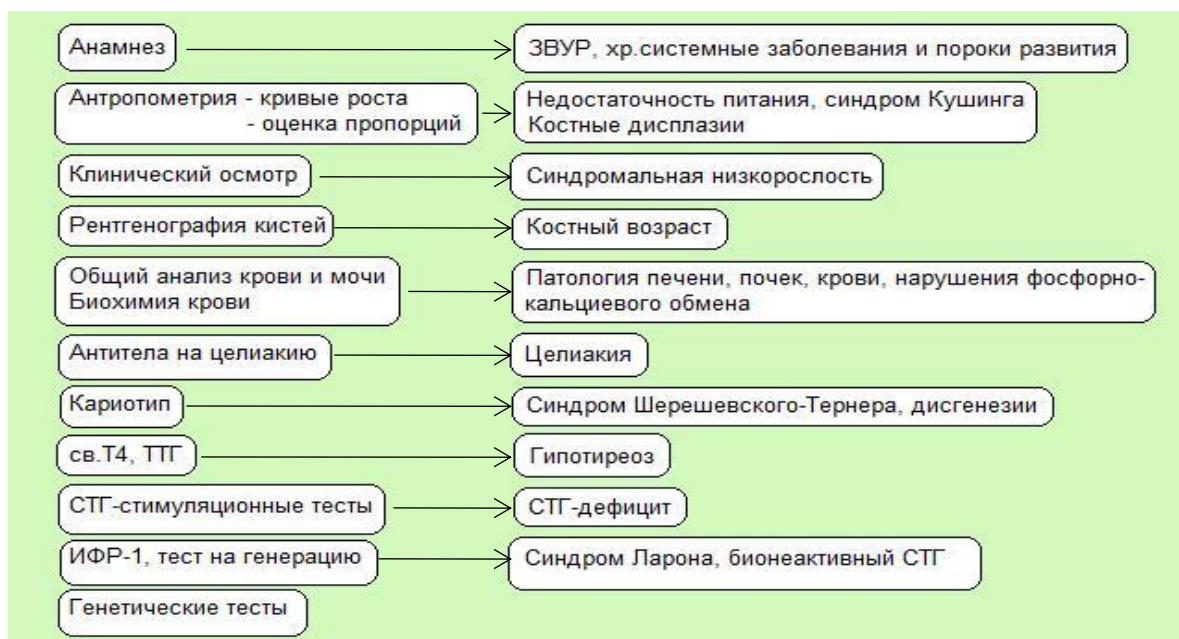 Анамнез
ЗВУР, хр.системные заболевания и пороки развития
Антропометрия - кривые роста
- оценка пропорций
Недостаточность питания, синдром Кушинга
Костные дисплазии
Клинический осмотр
Синдромальная низкорослость
Рентгенография кистей
Костный возраст
Общий анализ крови и мочи
Биохимия крови
Патология печени, почек, крови, нарушения фосфорно-
кальциевого обмена
Антитела на целиакию
Целиакия
Кариотип
Синдром Шерешевского-Тернера, дисгенезии
св.Т4, ТТГ
Гипотиреоз
СТГ-стимуляционные тесты
СТГ-дефицит
ИФР-1, тест на генерацию
Синдром Ларона, бионеактивный СТГ
Генетические тесты